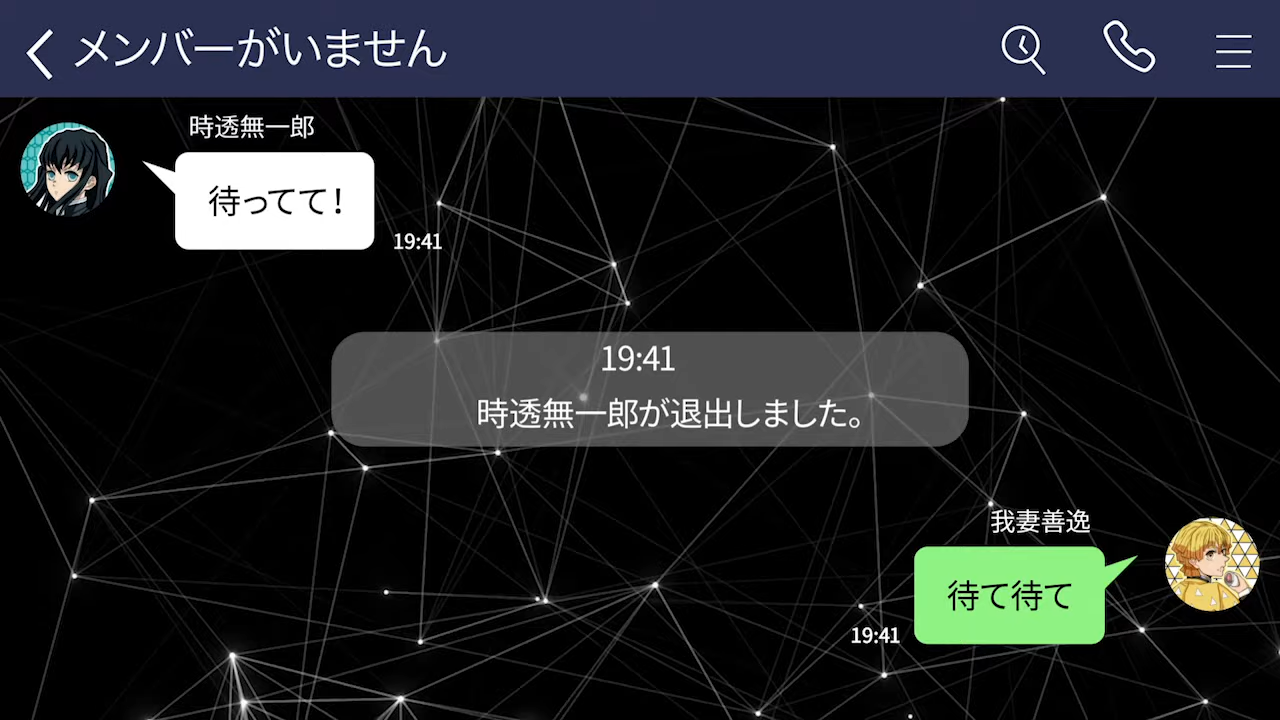 メンバーがいません
時透無一郎
待ってて!
19:41
19:41
時透無一郎が退出しました。
我妻善逸
待て待て
19:41